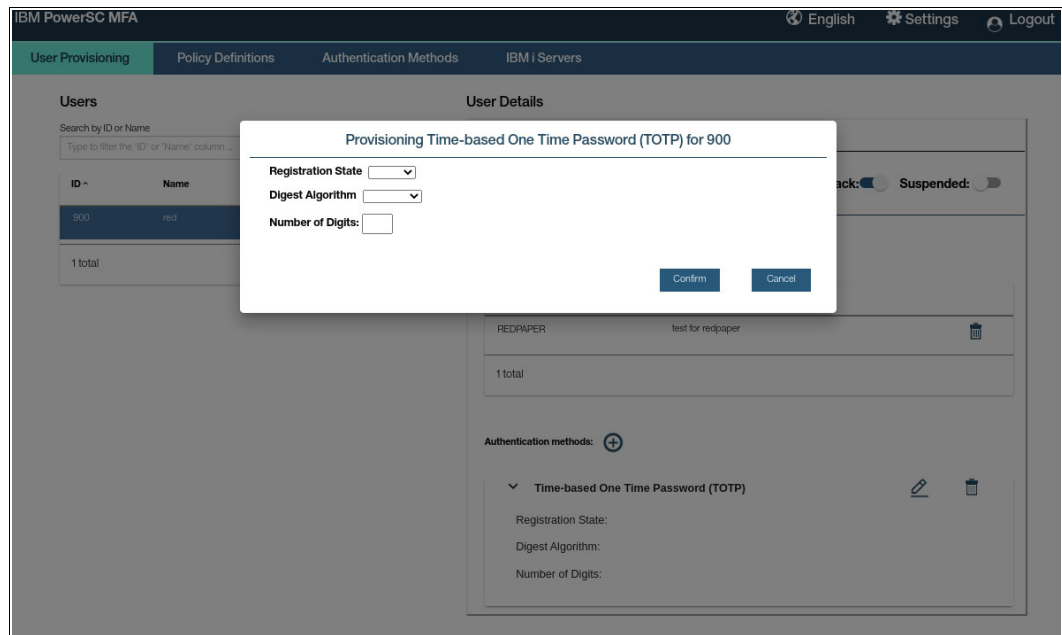 IBM PowerSC MFA
English
Settings
Logout
User Provisioning
Policy Definitions
Authentication Methods
IBM i Servers
Users
User Details
Search by ID or Name
Type to filter the 'ID' or 'Name' column ...
ID
Name
900
red
1 total
Provisioning Time-based One Time Password (TOTP) for 900
Registration State
Digest Algorithm
Number of Digits:
Confirm
Cancel
ack:
Suspended:
REDPAPER
test for redpaper
1 total
Authentication methods:
Time-based One Time Password (TOTP)
Registration State:
Digest Algorithm:
Number of Digits: